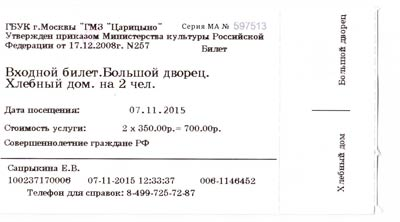 ГБУК г.Москвы "ГМЗ "Царицыно" Серия МА № 597513
Утвержден приказом Министерства культуры Российской
Федерации от 17.12.2008г. N257 Билет
Входной билет.Большой дворец.
Хлебный дом. на 2 чел.
Дата посещения: 07.11.2015
Стоимость услуги: 2 x 350.00р.= 700.00р.
Совершеннолетние граждане РФ
Сапрыкина Е.В.
100237170006 07-11-2015 12:33:37 006-1146452
Телефон для справок: 8-499-725-72-87
Большой дворец
Хлебный дом